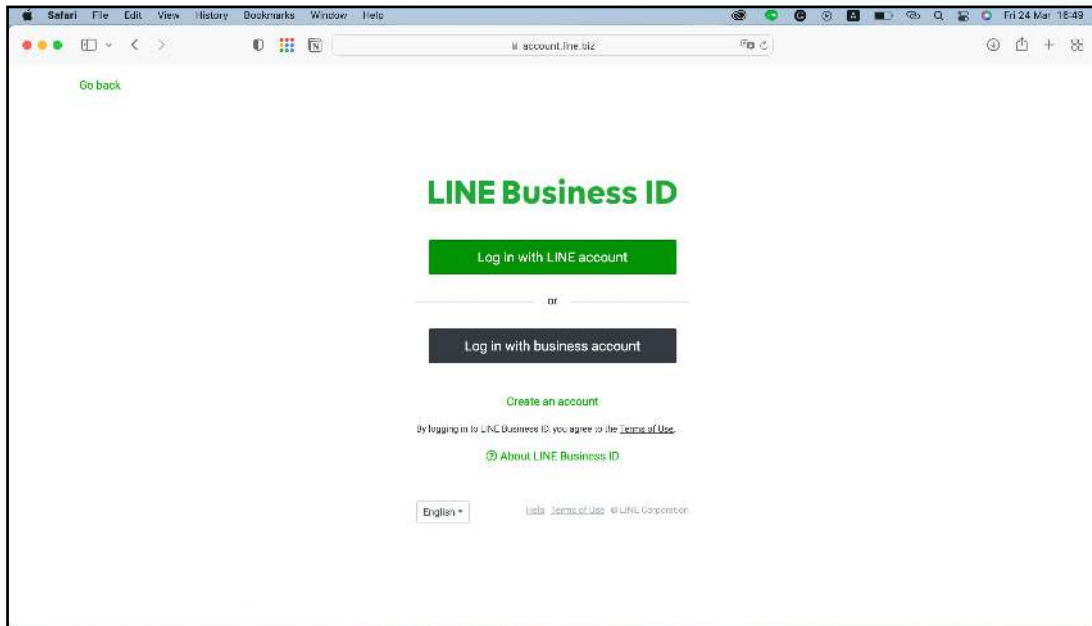 Safari File Edit View History Bookmarks Window Help Fri 24 Mar 16:49
account.line.biz
Go back
LINE Business ID
Log in with LINE account
or
Log in with business account
Create an account
By logging in to LINE Business ID, you agree to the Terms of Use.
About LINE Business ID
English
Help Terms of Use © LINE Corporation